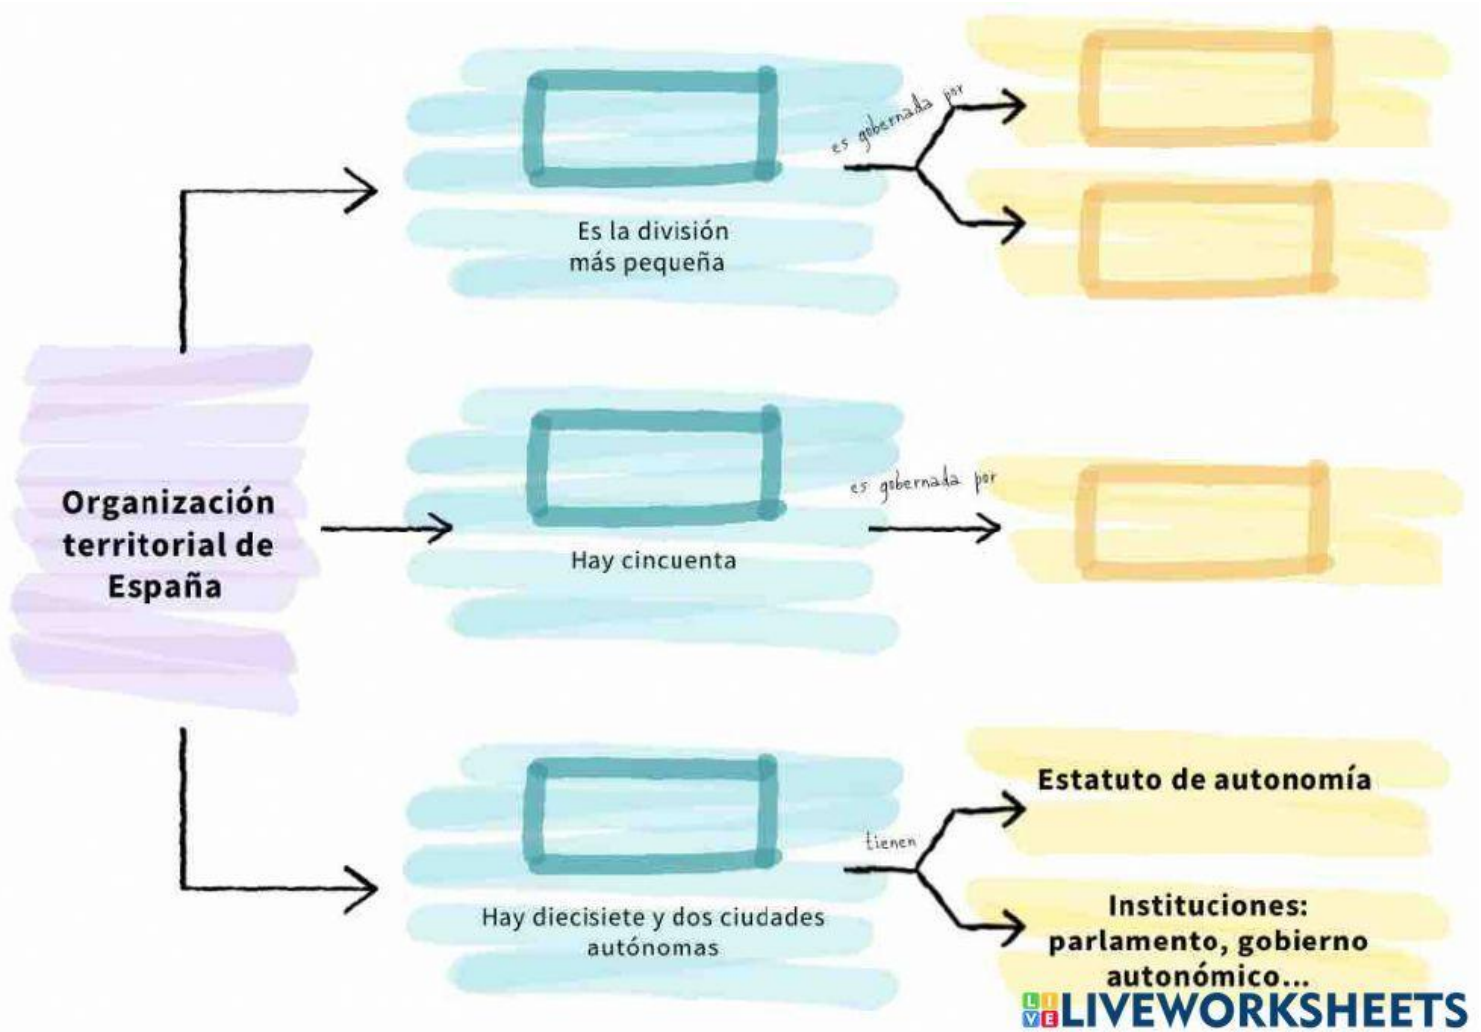 es gobernada por
Es la división
más pequeña
Organización
territorial de
España
es gobernada por
Hay cincuenta
tienen
Estatuto de autonomía
Hay diecisiete y dos ciudades
autónomas
Instituciones:
parlamento, gobierno
autonómico...
LIVE LIVEWORKSHEETS